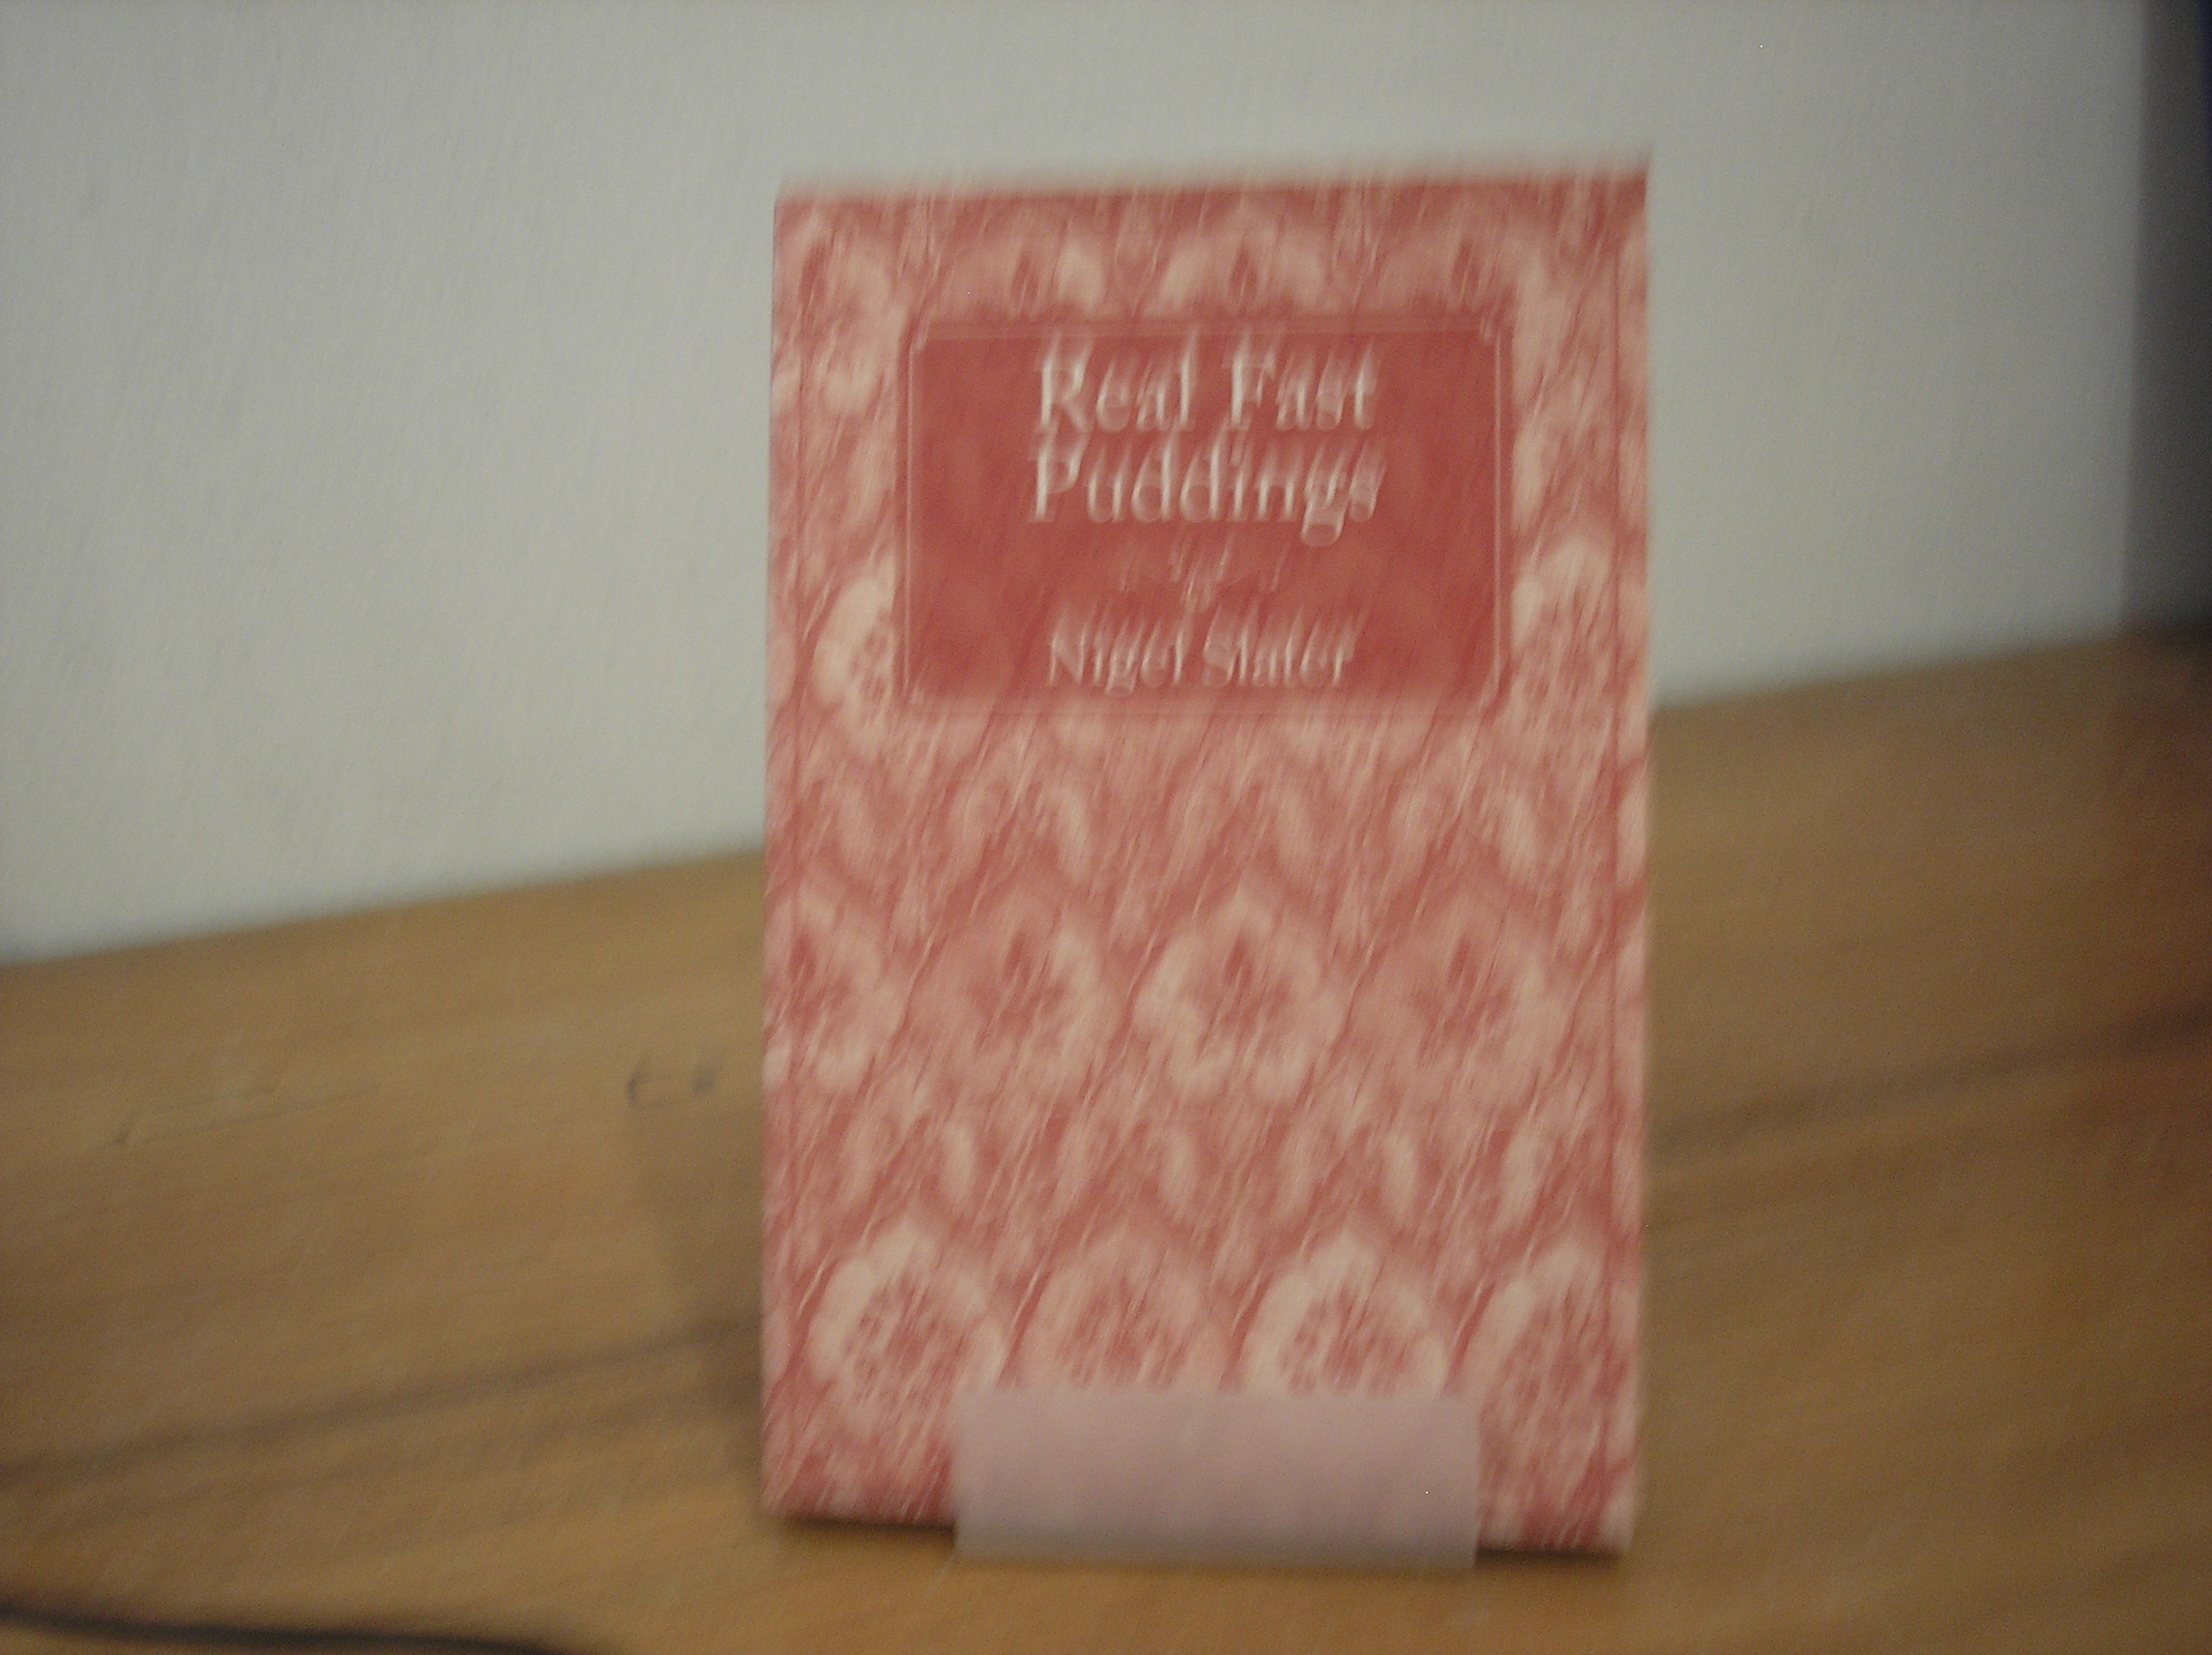 Real Fast
Puddings
Nigel Slater